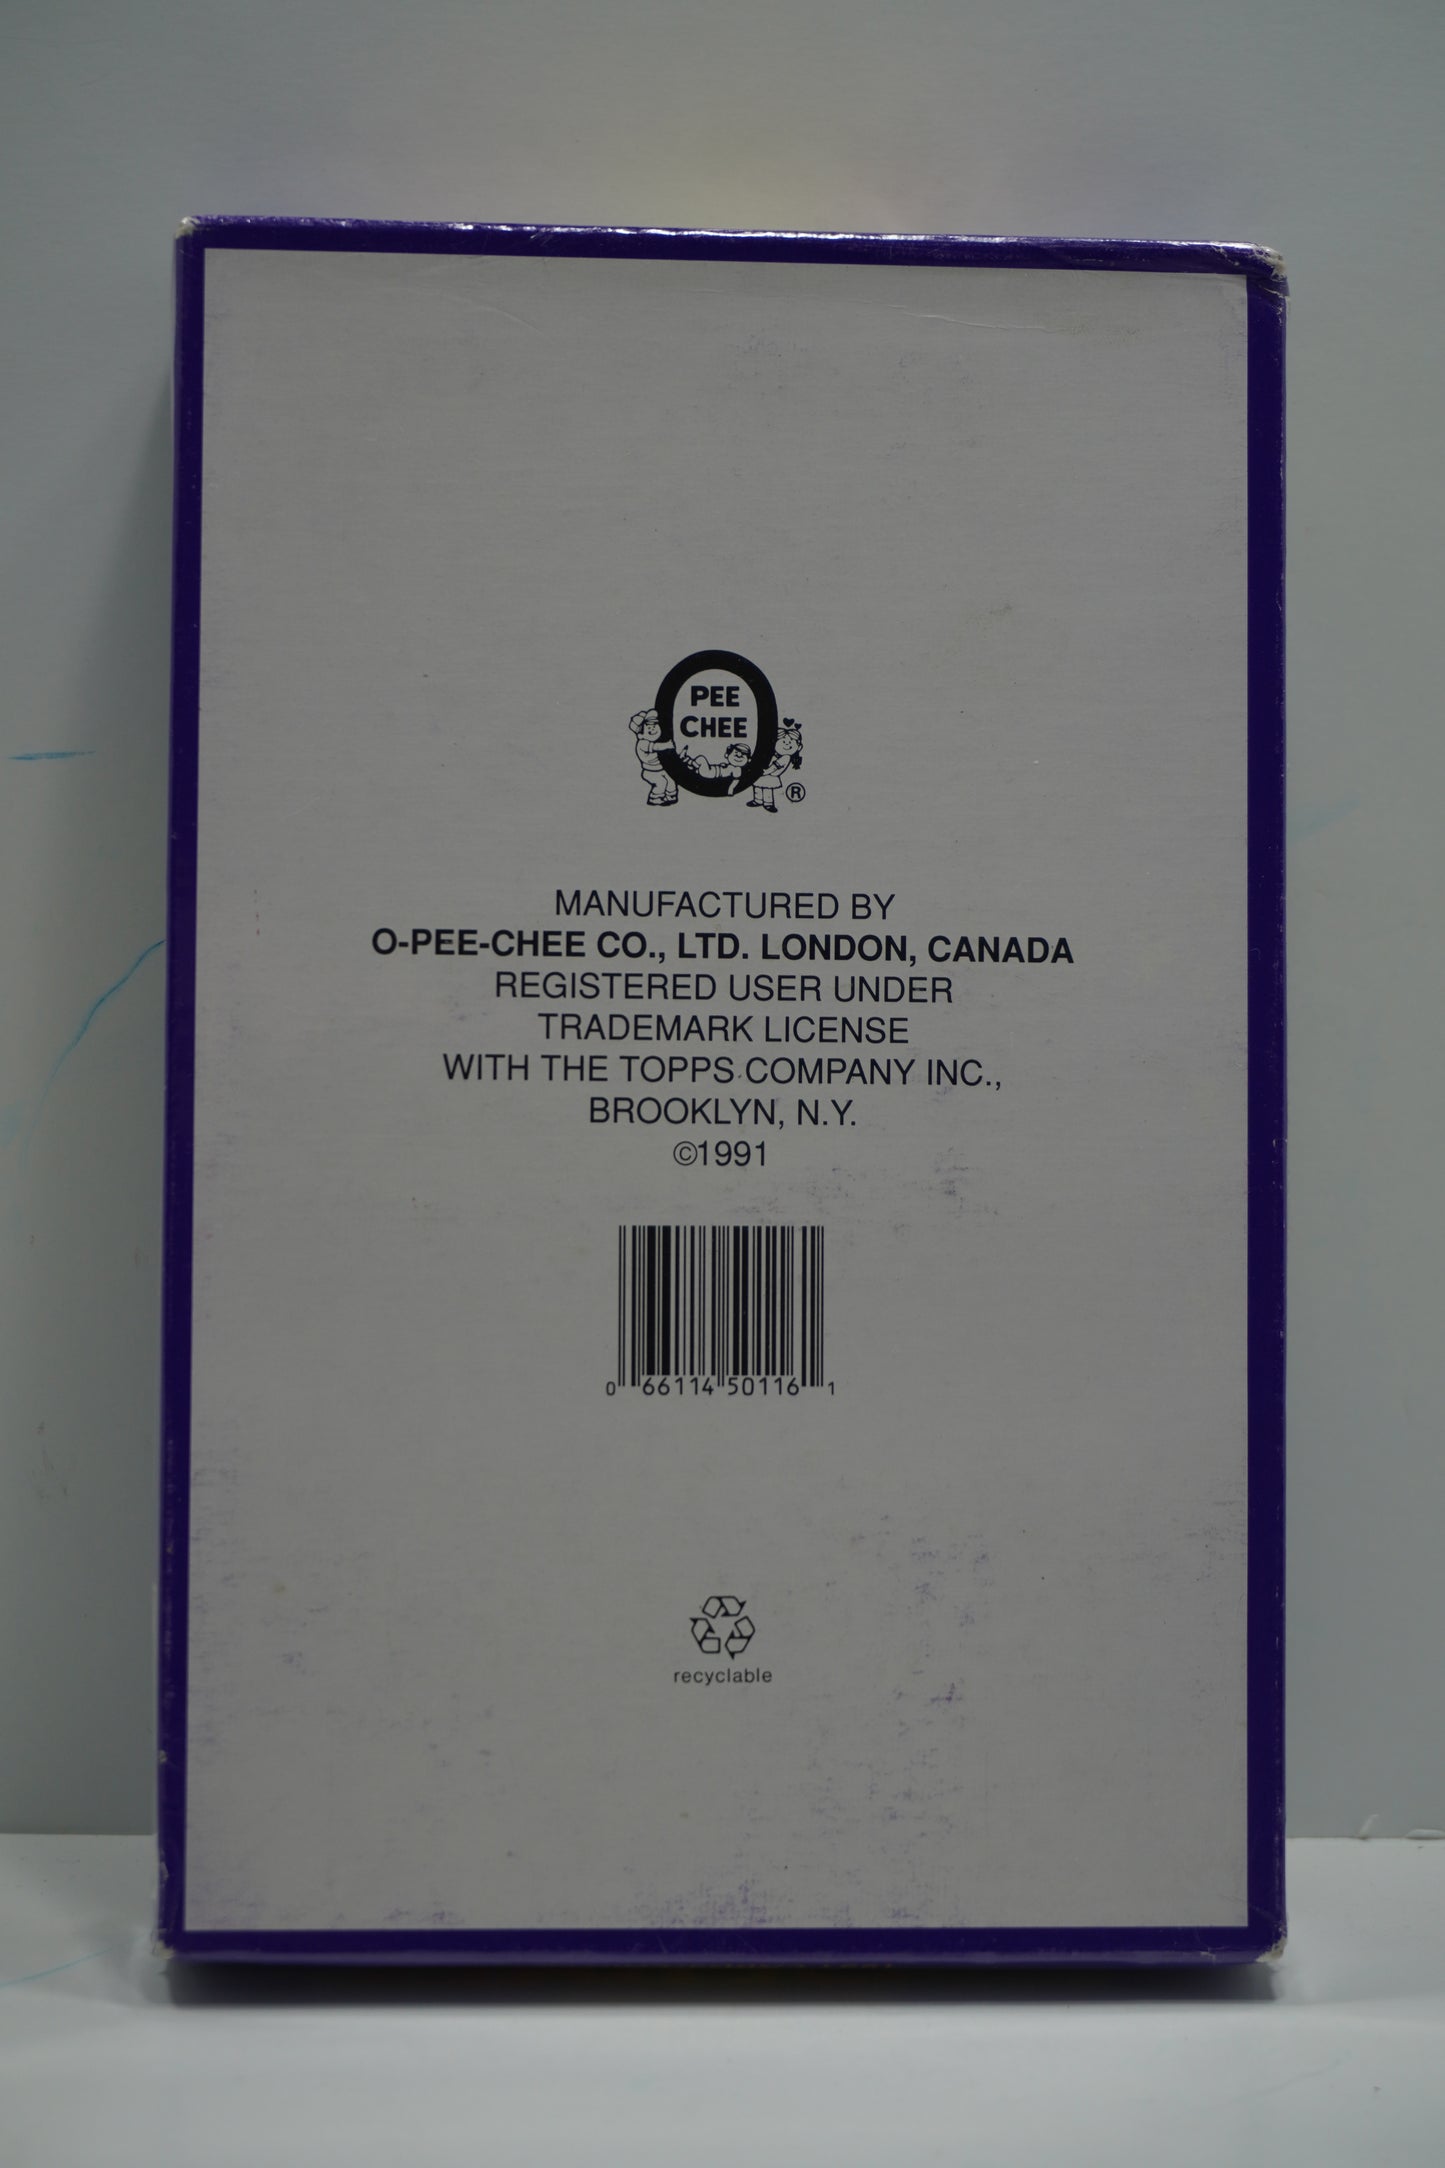 PEE
CHEE
®
MANUFACTURED BY
O-PEE-CHEE CO., LTD. LONDON, CANADA
REGISTERED USER UNDER
TRADEMARK LICENSE
WITH THE TOPPS COMPANY INC.,
BROOKLYN, N.Y.
©1991
0 66114 50116 1
recyclable